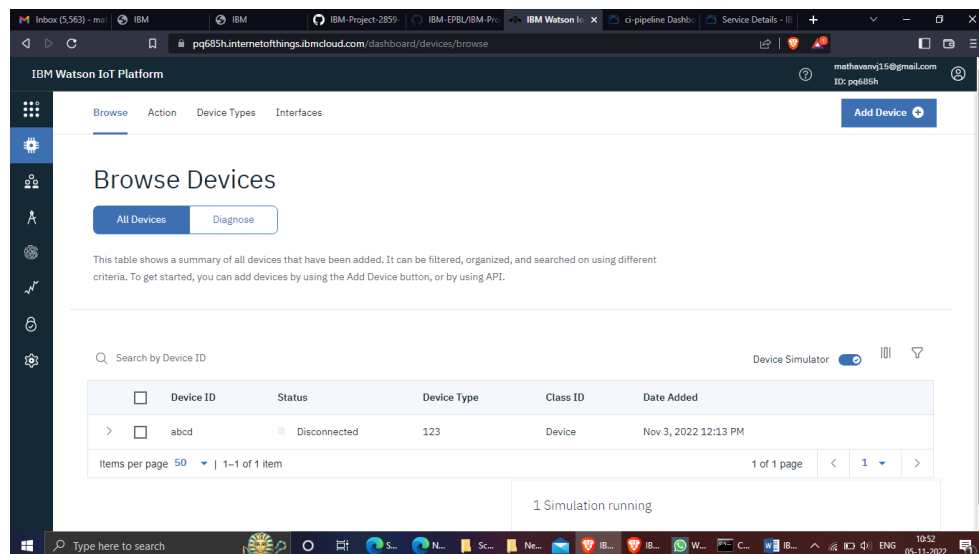 Inbox (5,563) - mat
IBM
IBM
IBM-Project-2859
IBM-EPBL/IBM-Pro
IBM Watson Io
ci-pipeline Dashbo
Service Details - IB
pq685h.internetofthings.ibmcloud.com/dashboard/devices/browse
IBM Watson IoT Platform
mathavanvj15@gmail.com
ID: pq685h
Browse
Action
Device Types
Interfaces
Add Device
Browse Devices
All Devices
Diagnose
This table shows a summary of all devices that have been added. It can be filtered, organized, and searched on using different
criteria. To get started, you can add devices by using the Add Device button, or by using API.
Search by Device ID
Device Simulator
Device ID Status Device Type Class ID Date Added
abcd Disconnected 123 Device Nov 3, 2022 12:13 PM
Items per page 50 | 1–1 of 1 item
1 of 1 page
1
1 Simulation running
Type here to search
S...
N...
Sc...
Ne...
IB...
IB...
W...
C...
IB...
ENG
10:52
05-11-2022